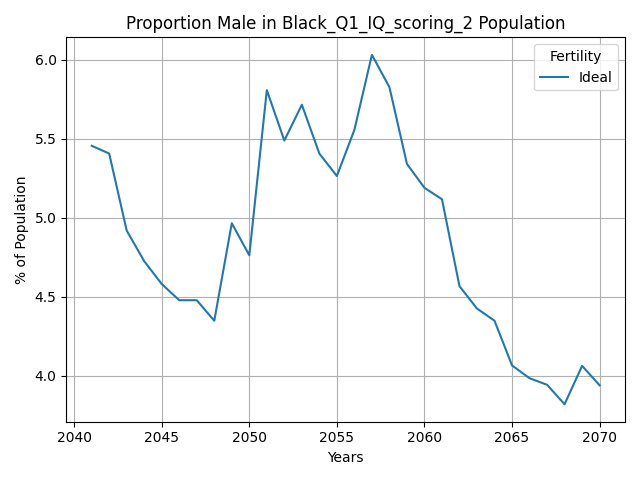 Proportion Male in Black_Q1_IQ_scoring_2 Population
Fertility
Ideal
% of Population
6.0
5.5
5.0
4.5
4.0
2040 2045 2050 2055 2060 2065 2070
Years